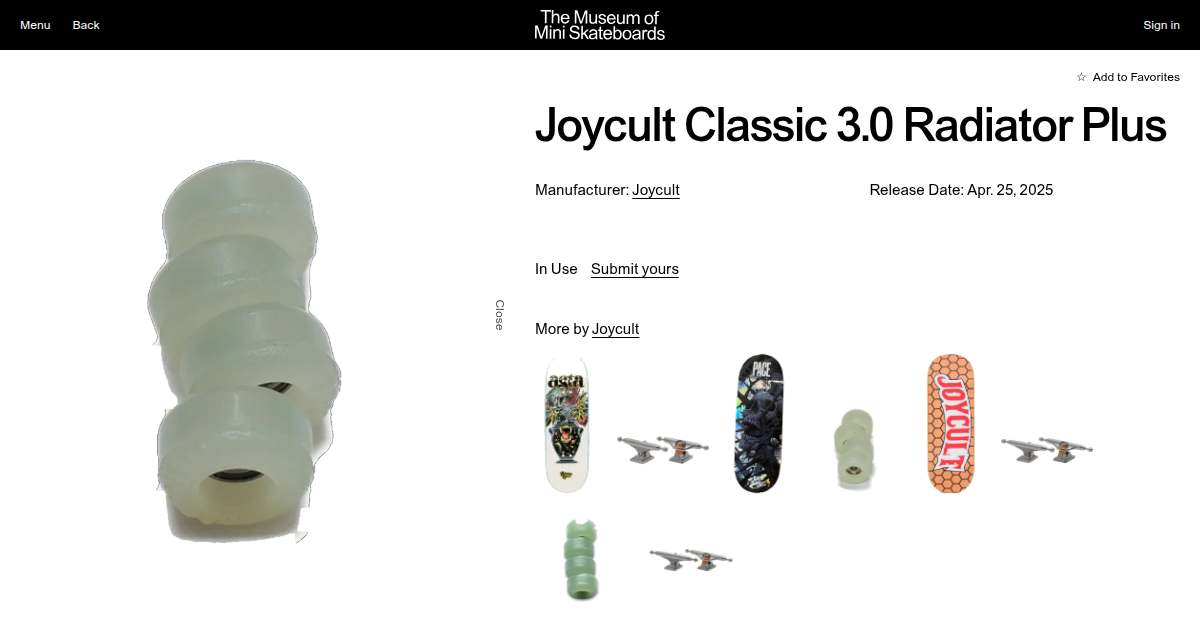 Menu
Back
The Museum of
Mini Skateboards
Sign in
☆ Add to Favorites
Joycult Classic 3.0 Radiator Plus
Manufacturer: Joycult
Release Date: Apr. 25, 2025
In Use
Submit yours
Close
More by Joycult
asta
PACE
JOYCULT